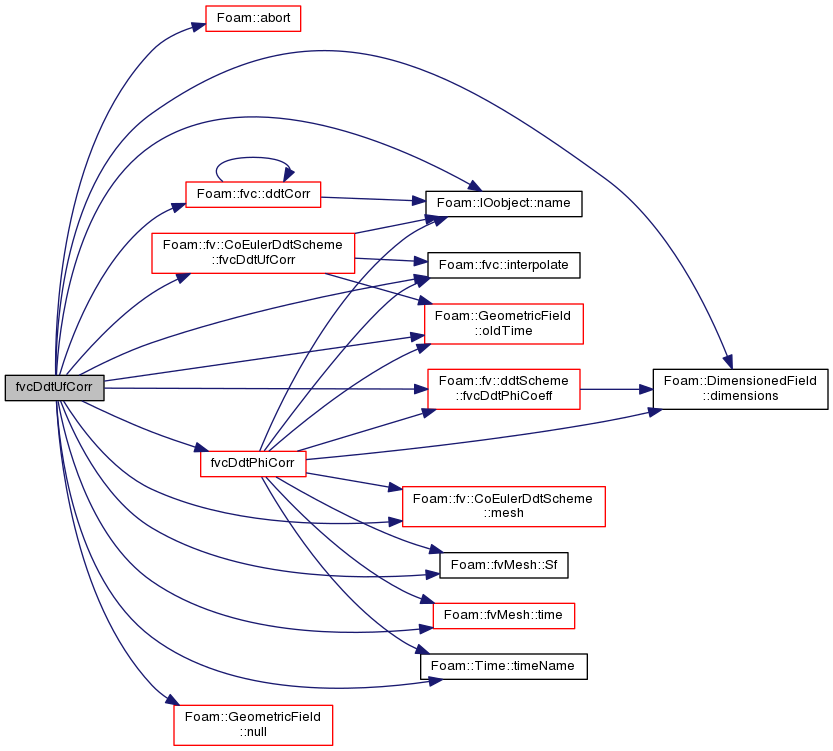 Foam::abort
Foam::fvc::ddtCorr
Foam::IOobject::name
Foam::fv::CoEulerDdtScheme
::fvcDdtUfCorr
Foam::fvc::interpolate
Foam::GeometricField
::oldTime
fvcDdtUfCorr
Foam::fv::ddtScheme
::fvcDdtPhiCoeff
Foam::DimensionedField
::dimensions
fvcDdtPhiCorr
Foam::fv::CoEulerDdtScheme
::mesh
Foam::fvMesh::Sf
Foam::fvMesh::time
Foam::Time::timeName
Foam::GeometricField
::null